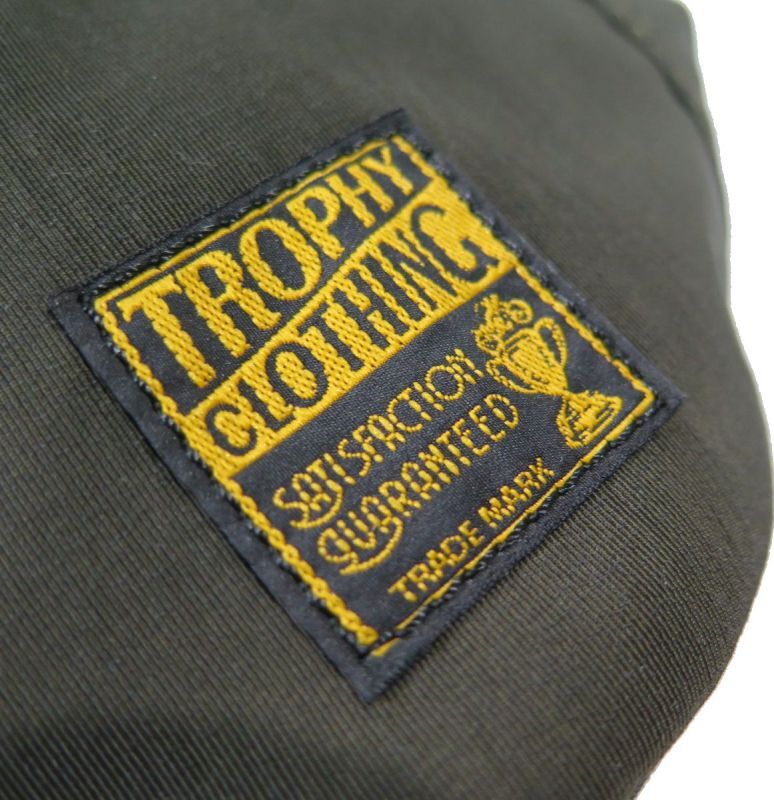 TROPHY
CLOTHING
SATISFACTION
GUARANTEED
TRADE MARK